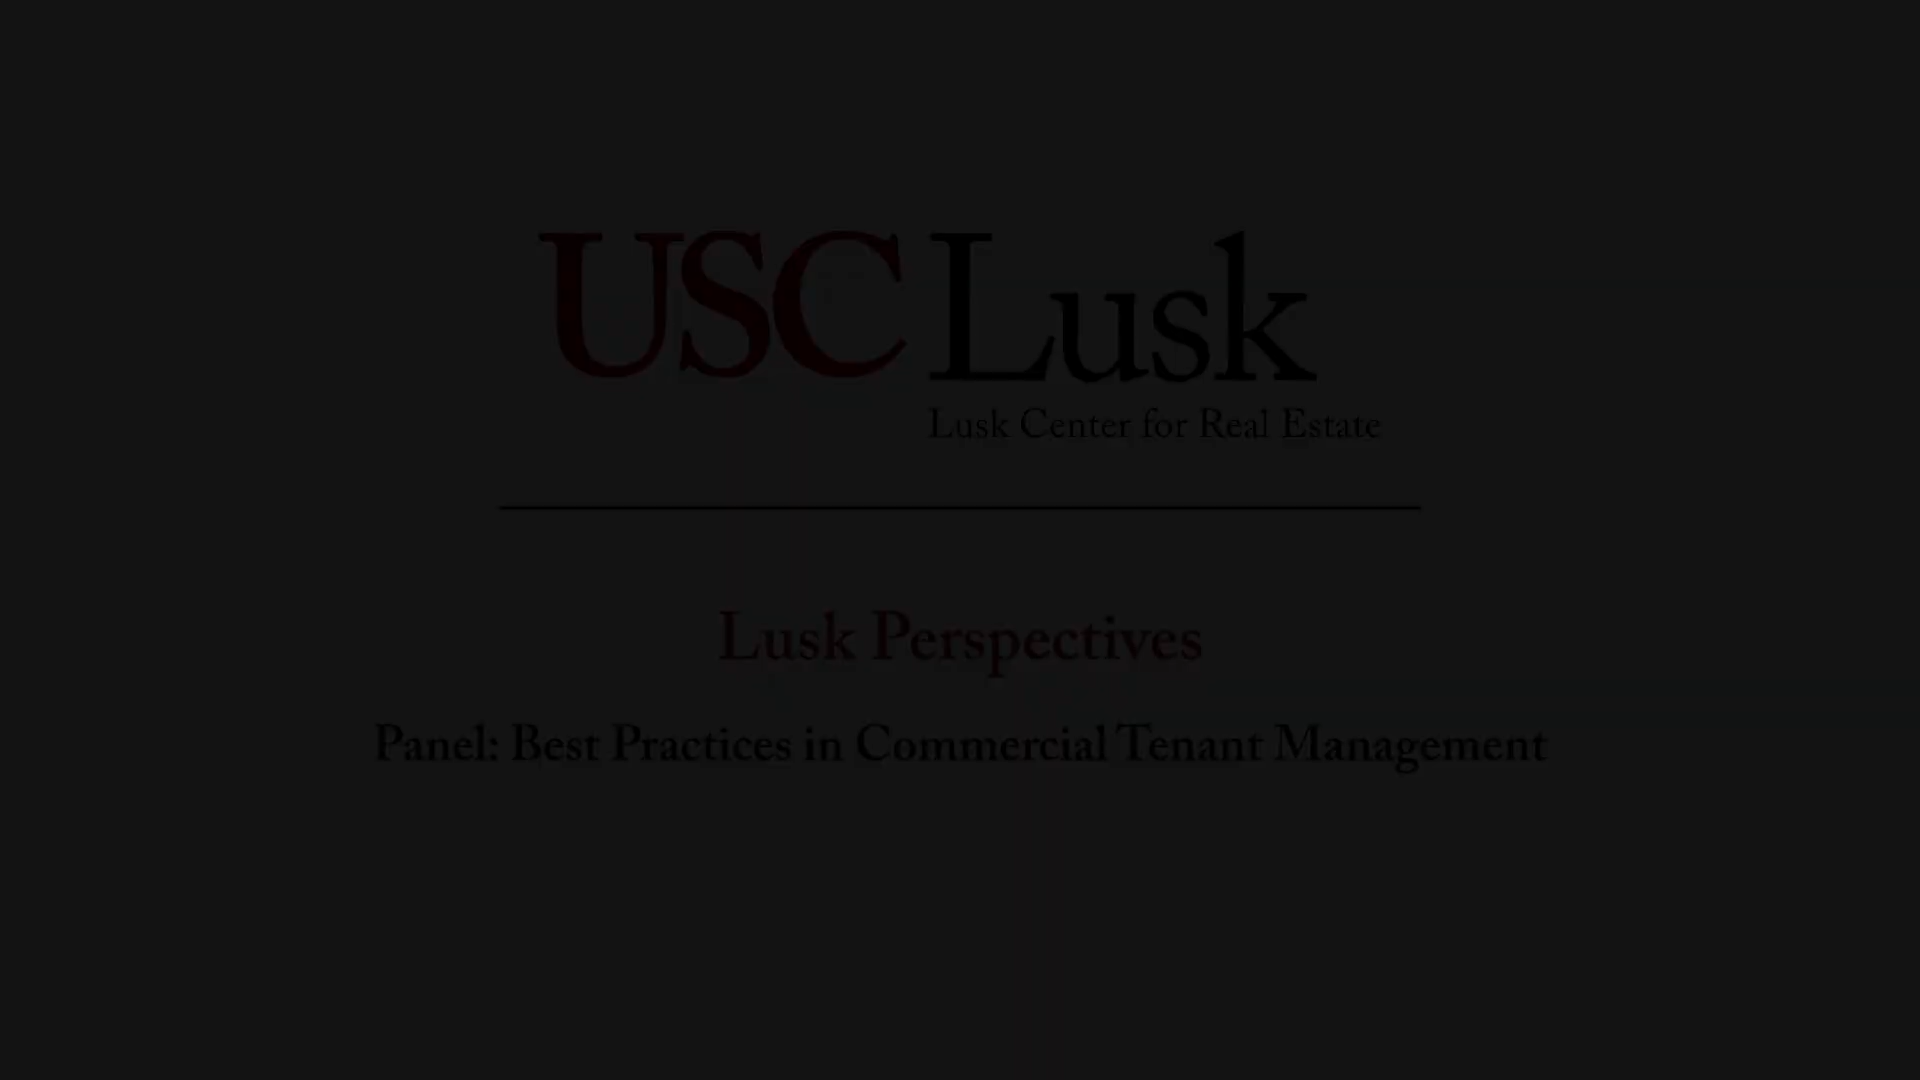 USC Lusk
Lusk Center for Real Estate
Lusk Perspectives
Panel: Best Practices in Commercial Tenant Management